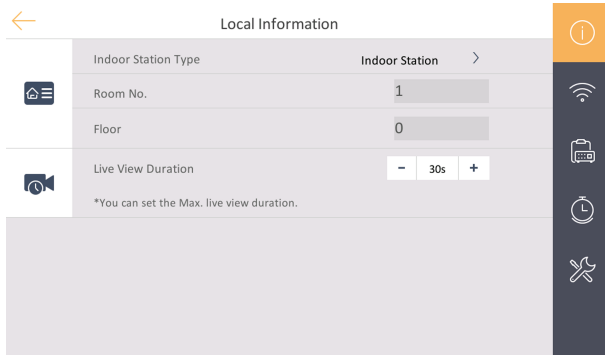 Local Information
Indoor Station Type Indoor Station >
Room No. 1
Floor 0
Live View Duration - 30s +
*You can set the Max. live view duration.